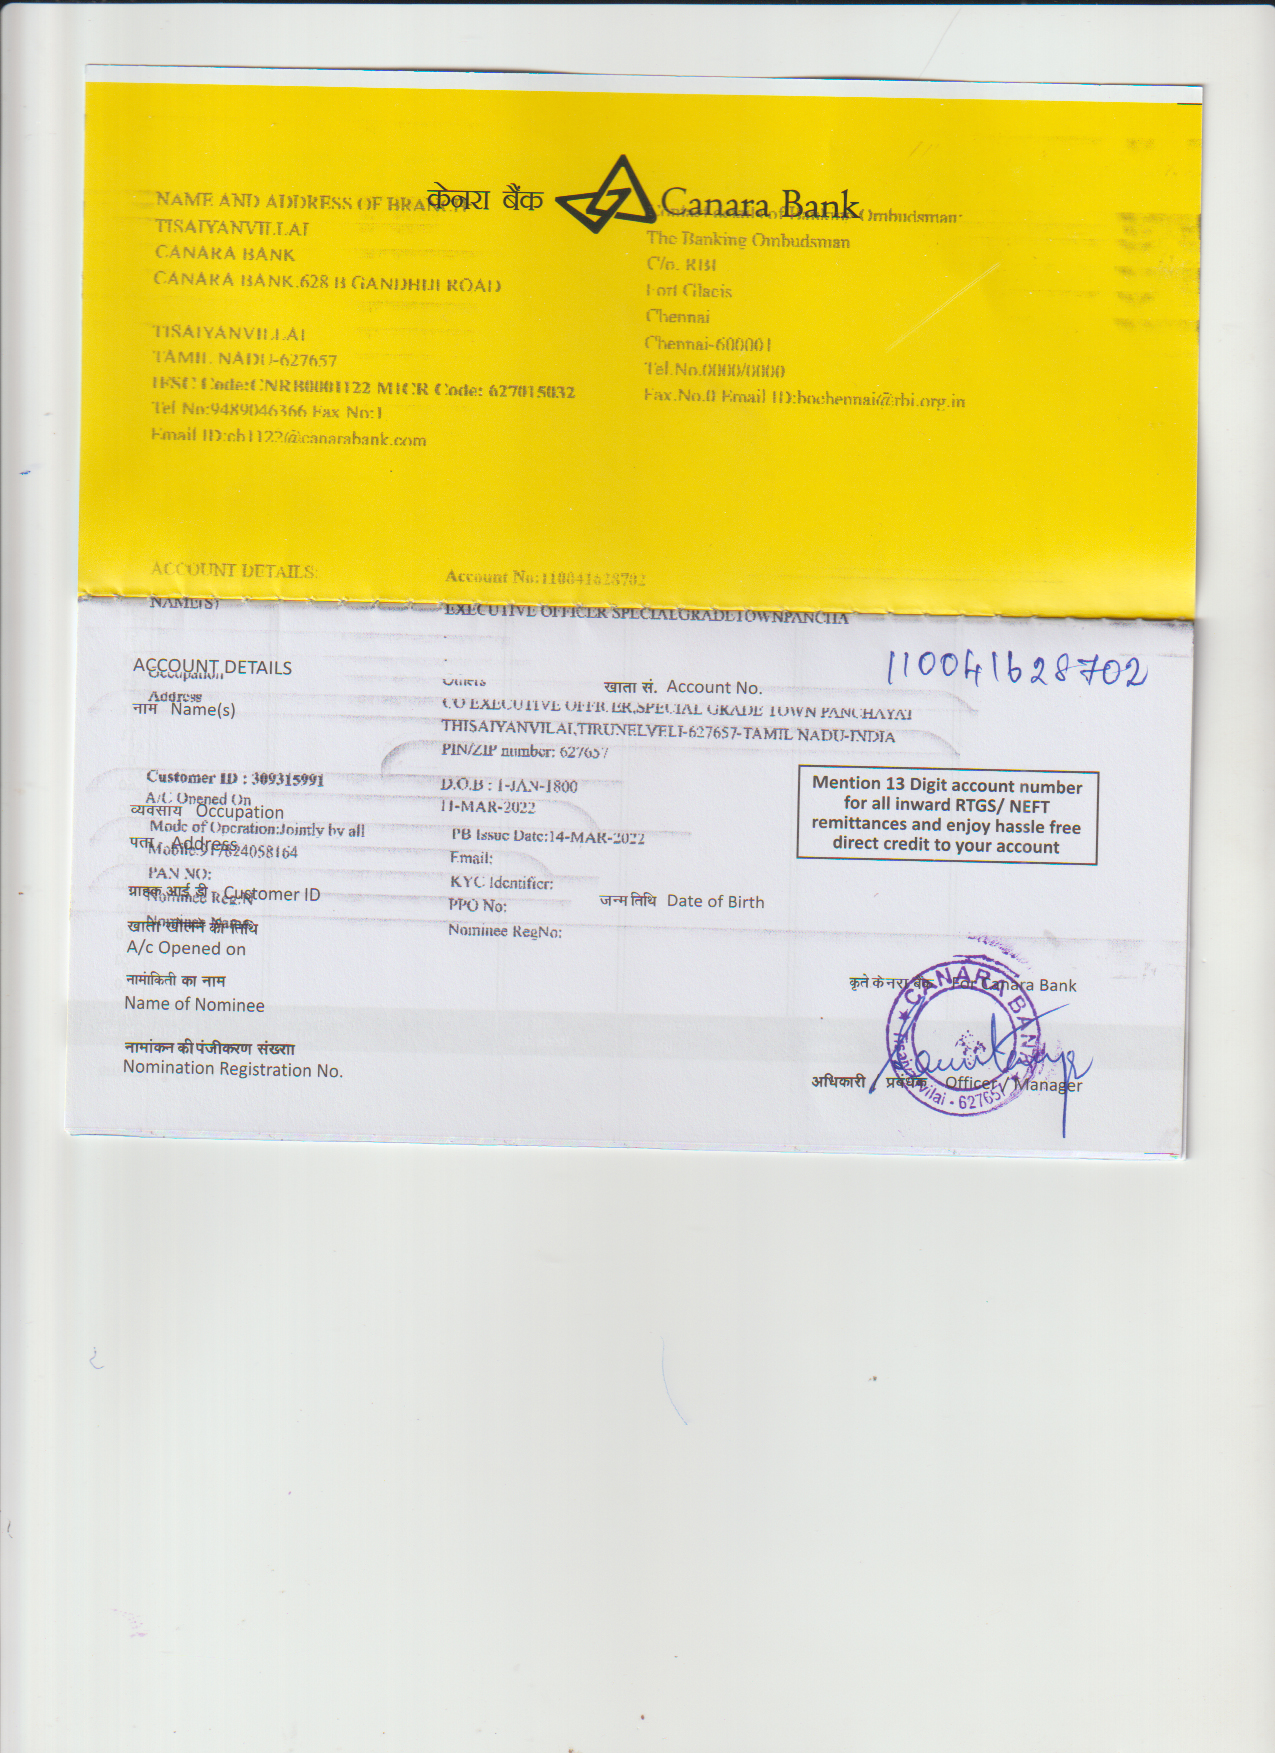 केनरा बैंक Canara Bank
NAME AND ADDRESS OF BRANCH
TISAIYANVILLAI
CANARA BANK
CANARA BANK,628 B GANDHIJI ROAD
TISAIYANVILLAI
TAMIL NADU-627657
IFSC Code:CNRB0001122 MICR Code: 627015032
Tel No:9489046366 Fax No:1
Email ID:cb1122@canarabank.com
of Banking Ombudsman:
The Banking Ombudsman
C/o. RBI
Fort Glacis
Chennai
Chennai-600001
Tel.No.0000/0000
Fax.No.0 Email ID:bochennai@rbi.org.in
ACCOUNT DETAILS: Account No:110041628702
NAME(S) EXECUTIVE OFFICER SPECIALGRADETOWNPANCHA
110041628702
ACCOUNT DETAILS
Occupation Others
खाता सं. Account No.
Address CO EXECUTIVE OFFICER,SPECIAL GRADE TOWN PANCHAYAT
नाम Name(s)
THISAIYANVILAI,TIRUNELVELI-627657-TAMIL NADU-INDIA
PIN/ZIP number: 627657
Customer ID : 309315991 D.O.B : 1-JAN-1800
A/C Opened On 11-MAR-2022
व्यवसाय Occupation
Mode of Operation:Jointly by all PB Issue Date:14-MAR-2022
पता Address
Mobile:917824058164 Email:
PAN NO: KYC Identifier:
ग्राहक आई डी Customer ID
Nominee Reg:N PPO No:
जन्म तिथि Date of Birth
Nominee Name Nominee RegNo:
खाता खोलने की तिथि
A/c Opened on
Mention 13 Digit account number
for all inward RTGS/ NEFT
remittances and enjoy hassle free
direct credit to your account
नामांकिती का नाम
Name of Nominee
कृते केनरा बैंक For Canara Bank
नामांकन की पंजीकरण संख्या
Nomination Registration No.
अधिकारी / प्रबंधक Officer / Manager
★ CANARA BANK ★
Tisaiyanvilai - 627657